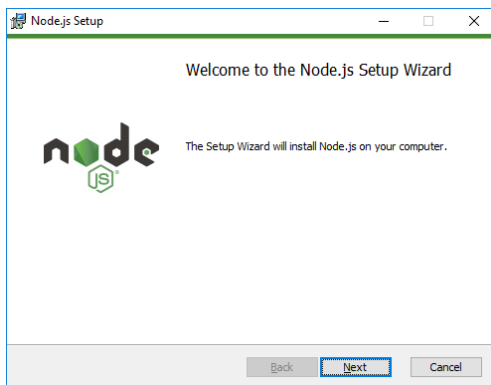 Node.js Setup
Welcome to the Node.js Setup Wizard
node
JS
The Setup Wizard will install Node.js on your computer.
Back Next Cancel